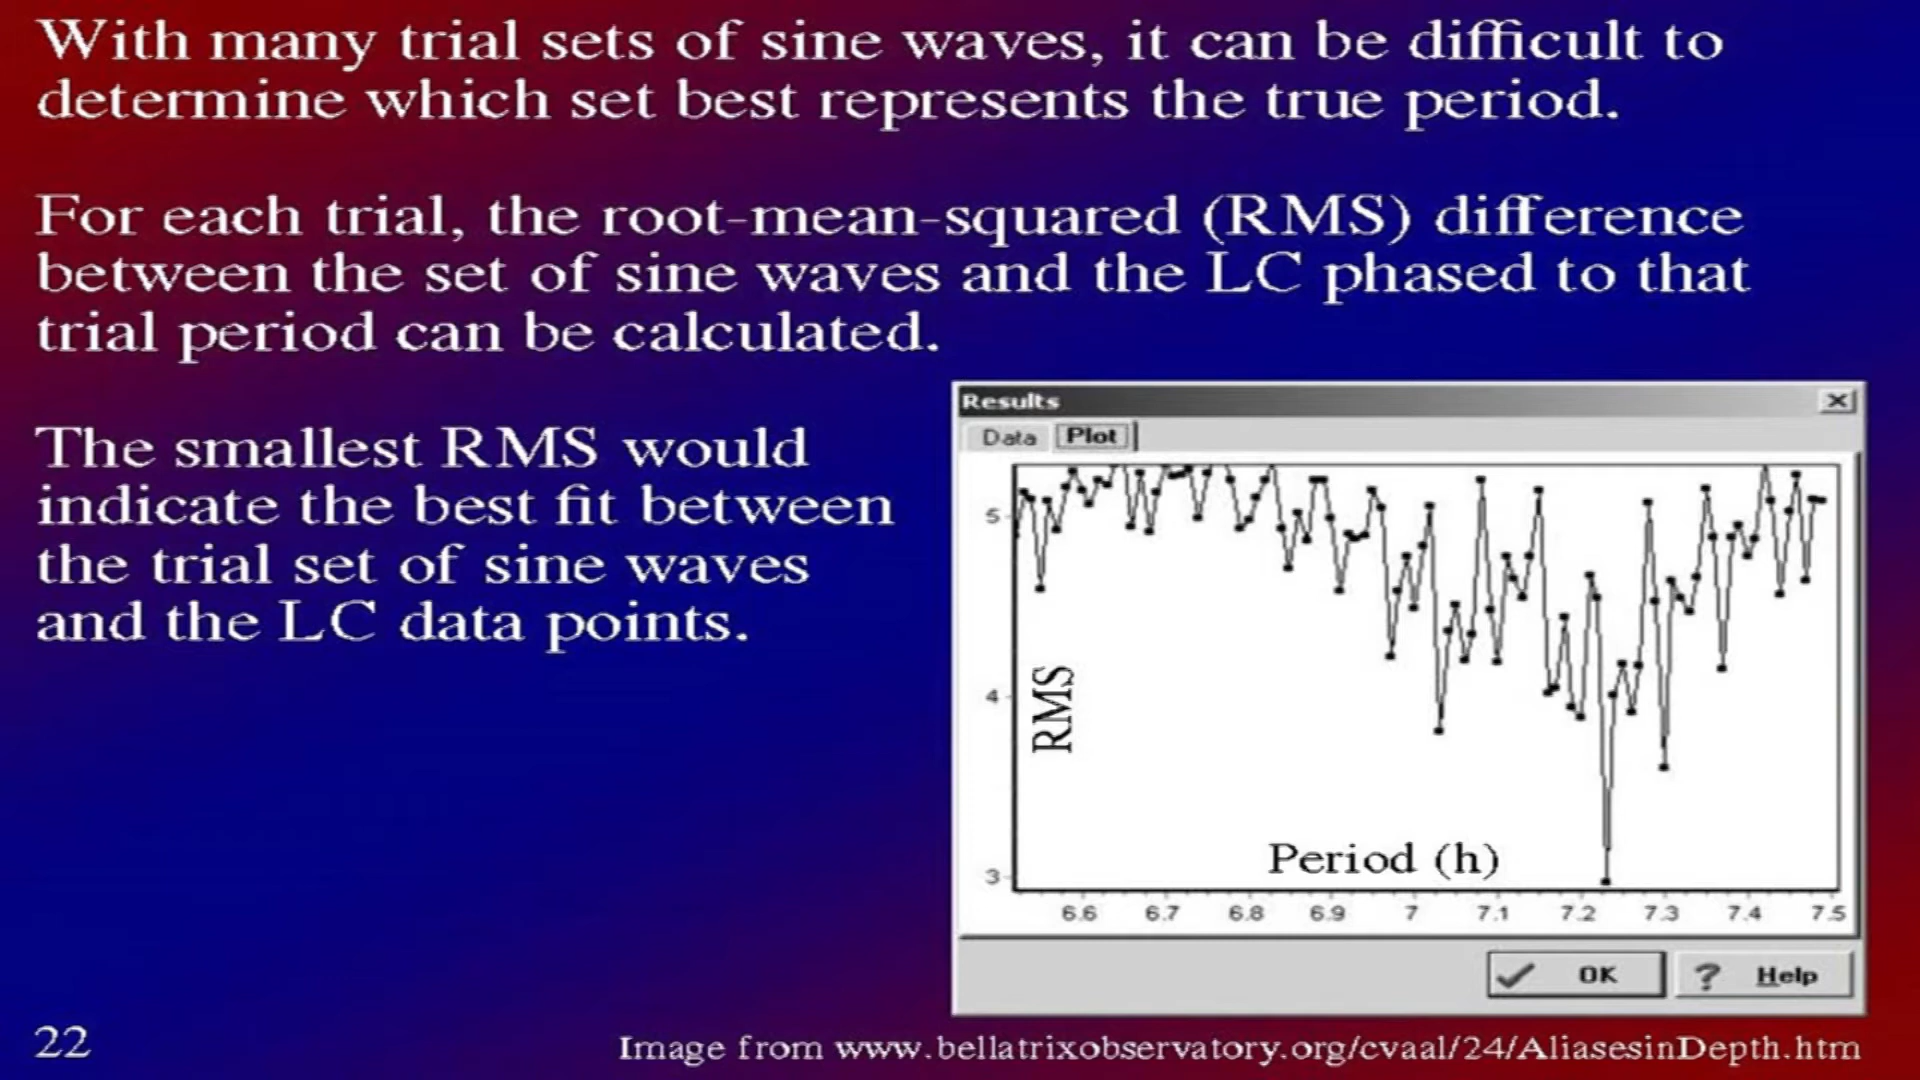 With many trial sets of sine waves, it can be difficult to
determine which set best represents the true period.
For each trial, the root-mean-squared (RMS) difference
between the set of sine waves and the LC phased to that
trial period can be calculated.
The smallest RMS would
indicate the best fit between
the trial set of sine waves
and the LC data points.
Results
Data Plot
5
4
3
RMS
Period (h)
6.6 6.7 6.8 6.9 7 7.1 7.2 7.3 7.4 7.5
OK ? Help
22
Image from www.bellatrixobservatory.org/cvaal/24/AliasesinDepth.htm